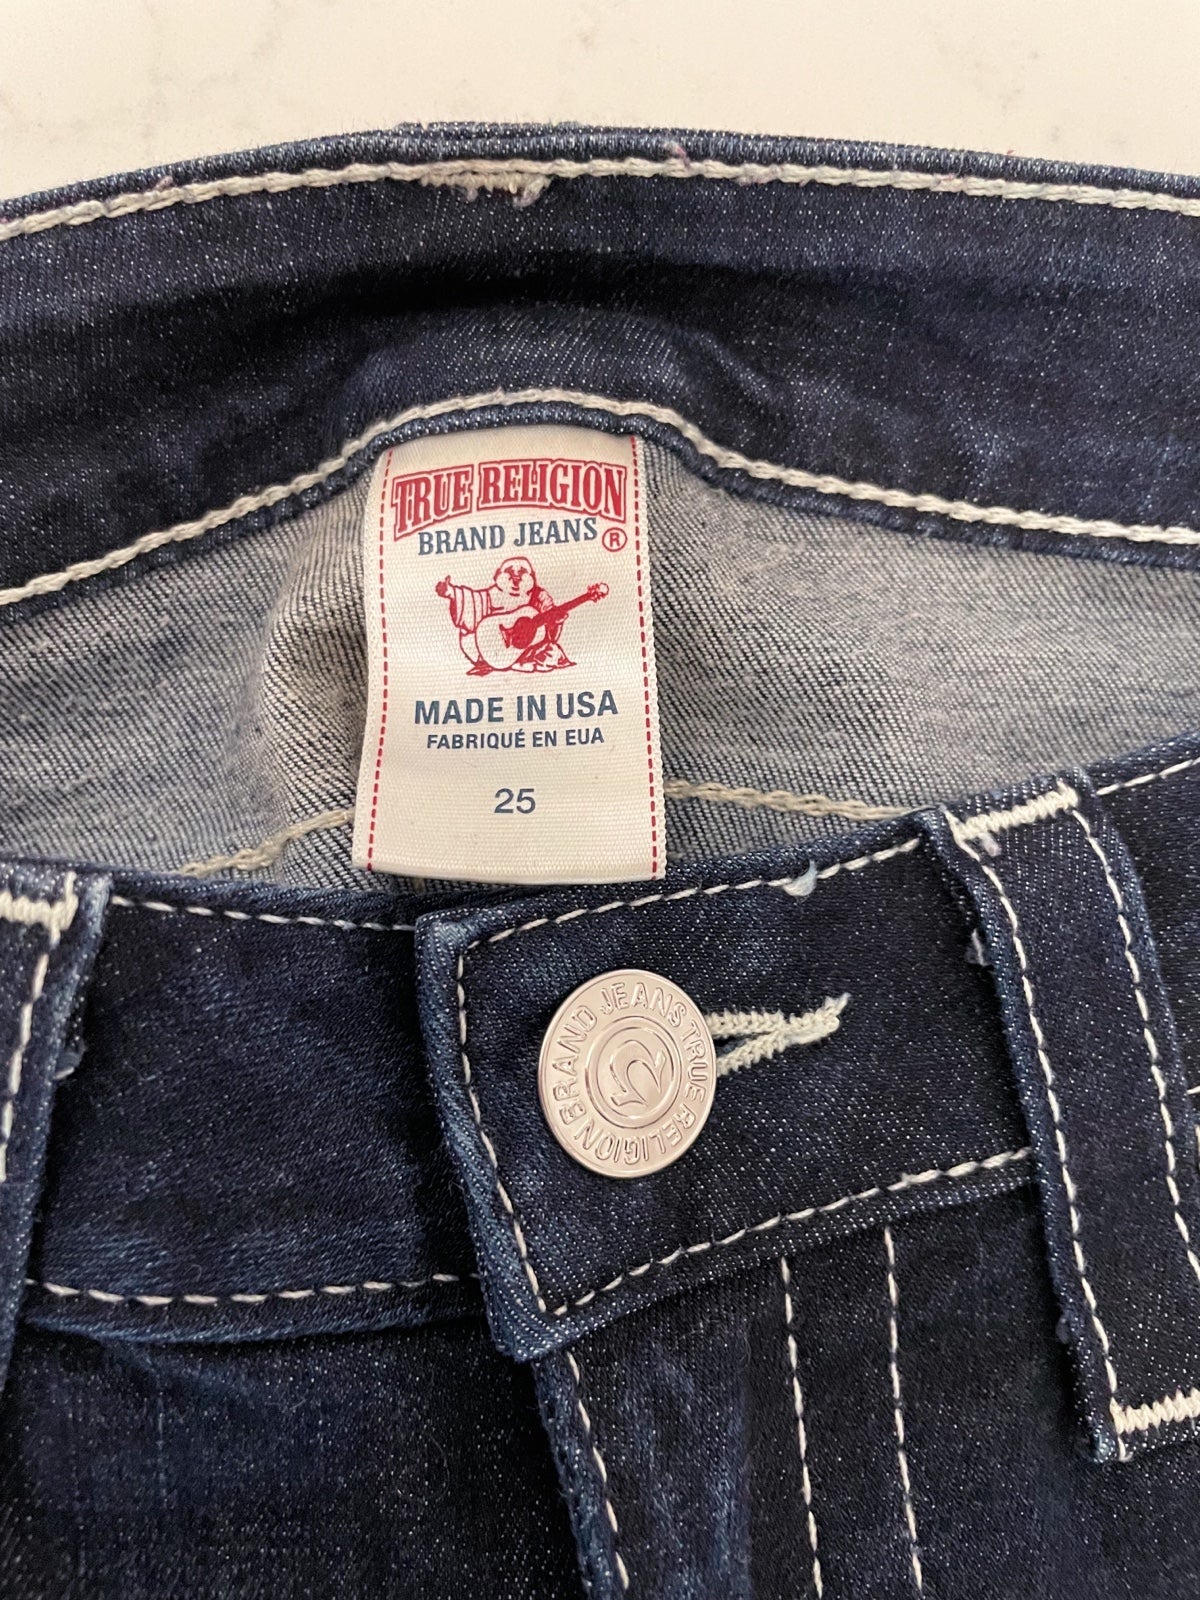 TRUE RELIGION
BRAND JEANS ®
MADE IN USA
FABRIQUÉ EN EUA
25
BRAND JEANS TRUE RELIGION